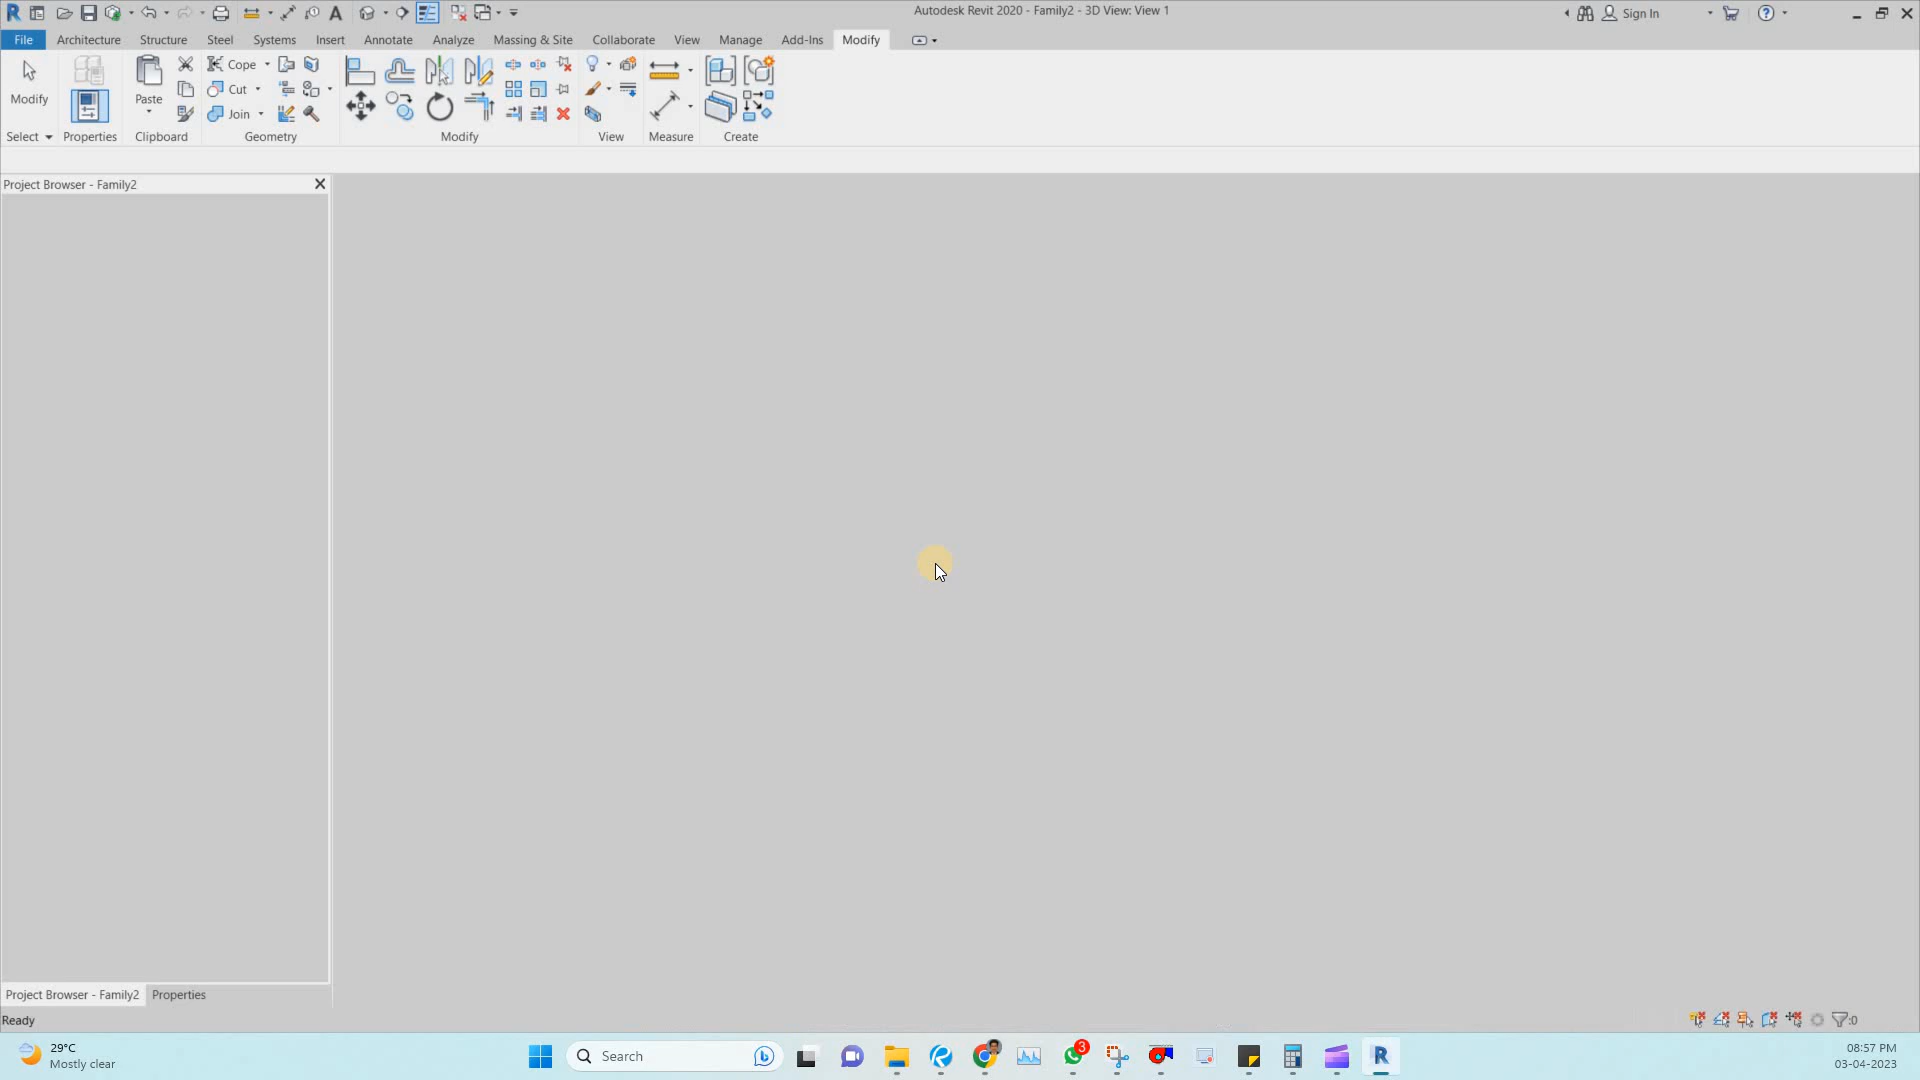 Autodesk Revit 2020 - Family2 - 3D View: View 1
Sign In
File Architecture Structure Steel Systems Insert Annotate Analyze Massing & Site Collaborate View Manage Add-Ins Modify
Modify
Paste
Cope
Cut
Join
Select Properties Clipboard Geometry Modify View Measure Create
Project Browser - Family2
Project Browser - Family2 Properties
Ready
:0
29°C
Mostly clear
Search
3
08:57 PM
03-04-2023